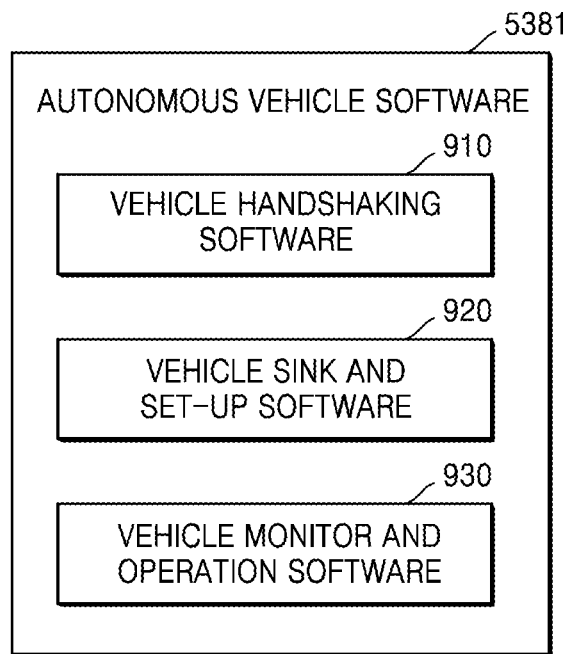 5381
AUTONOMOUS VEHICLE SOFTWARE
910
VEHICLE HANDSHAKING
SOFTWARE
920
VEHICLE SINK AND
SET-UP SOFTWARE
930
VEHICLE MONITOR AND
OPERATION SOFTWARE